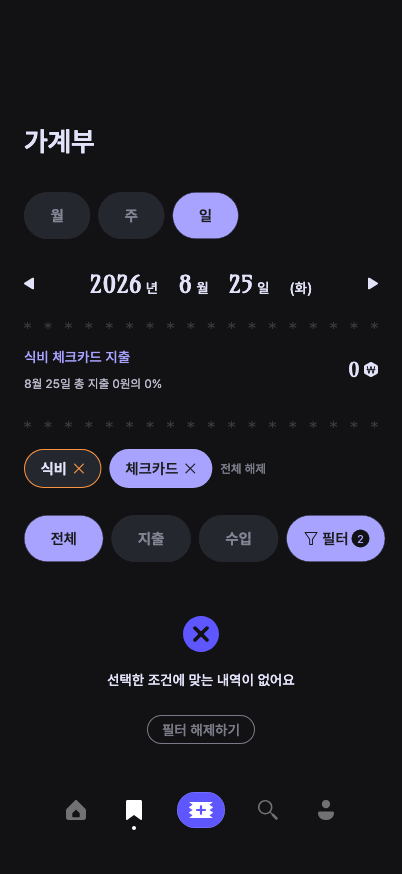 가계부
월 주 일
2026 년 8 월 25 일 (화)
식비 체크카드 지출
8월 25일 총 지출 0원의 0%
0 ₩
식비 체크카드 전체 해제
전체 지출 수입 필터 2
선택한 조건에 맞는 내역이 없어요
필터 해제하기